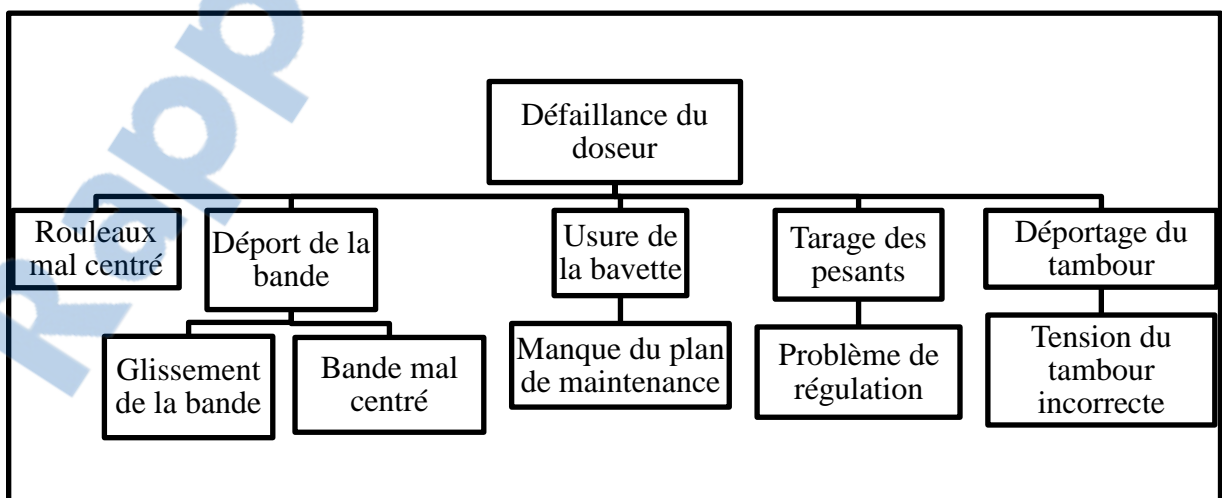 Rapp
Défaillance du
doseur
Rouleaux
mal centré
Déport de la
bande
Usure de
la bavette
Tarage des
pesants
Déportage du
tambour
Glissement
de la bande
Bande mal
centré
Manque du plan
de maintenance
Problème de
régulation
Tension du
tambour
incorrecte